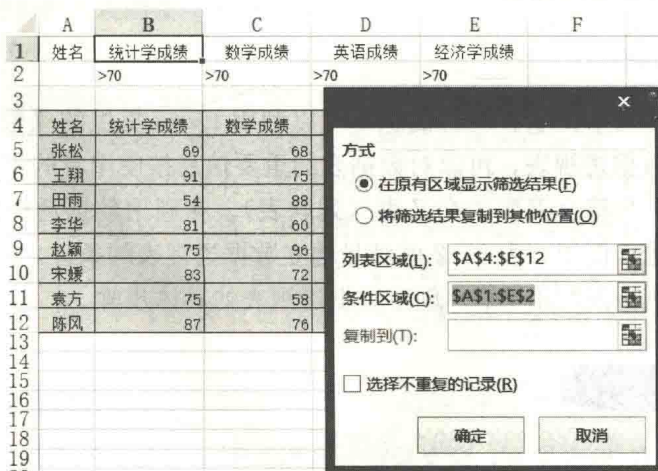 A B C D E F
1 姓名 统计学成绩 数学成绩 英语成绩 经济学成绩
2 >70 >70 >70 >70
3
4 姓名 统计学成绩 数学成绩
5 张松 69 68
6 王翔 91 75
7 田雨 54 88
8 李华 81 60
9 赵颖 75 96
10 宋媛 83 72
11 袁方 75 58
12 陈风 87 76
13
14
15
16
17
18
19
×
方式
在原有区域显示筛选结果(F)
将筛选结果复制到其他位置(O)
列表区域(L): $A$4:$E$12
条件区域(C): $A$1:$E$2
复制到(T):
选择不重复的记录(R)
确定 取消